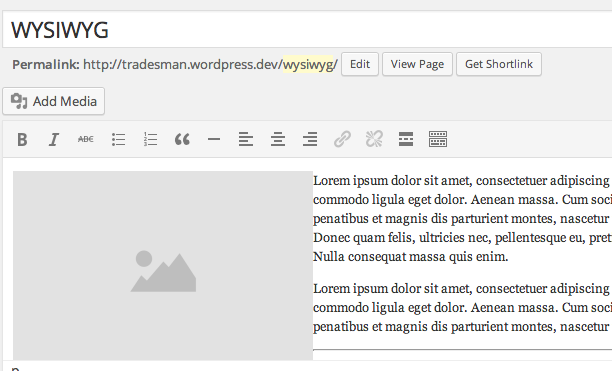 WYSIWYG
Permalink: http://tradesman.wordpress.dev/wysiwyg/ Edit View Page Get Shortlink
Add Media
B I ABC
Lorem ipsum dolor sit amet, consectetuer adipiscing
commodo ligula eget dolor. Aenean massa. Cum soci
penatibus et magnis dis parturient montes, nascetur
Donec quam felis, ultricies nec, pellentesque eu, pret
Nulla consequat massa quis enim.
Lorem ipsum dolor sit amet, consectetuer adipiscing
commodo ligula eget dolor. Aenean massa. Cum soci
penatibus et magnis dis parturient montes, nascetur